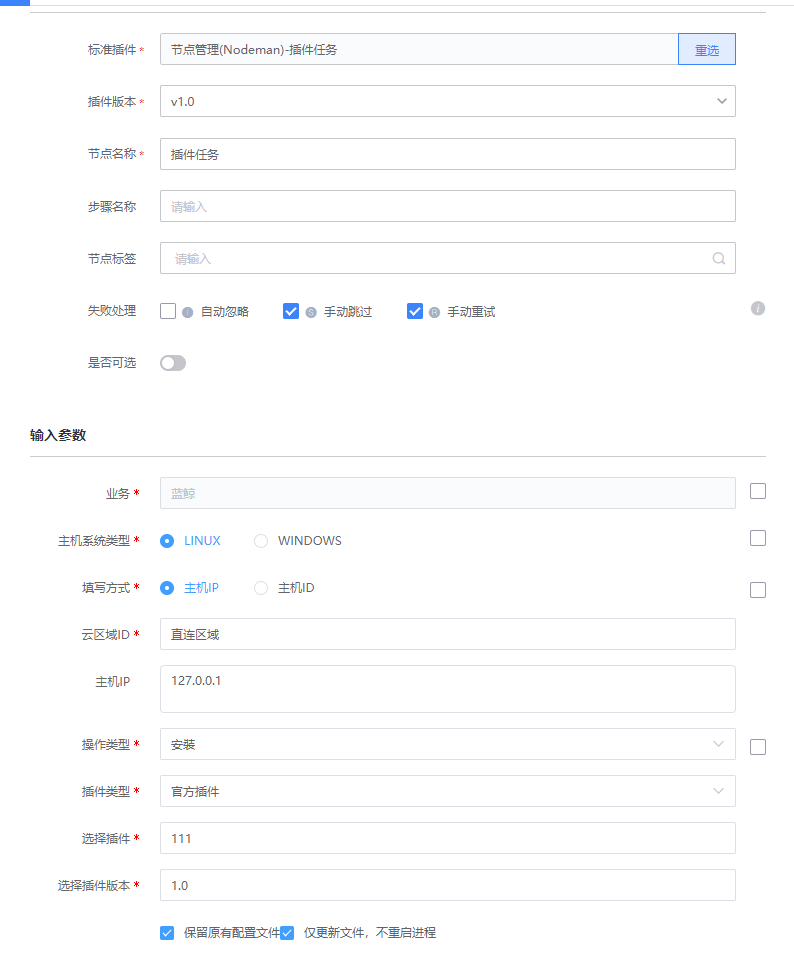 标准插件 * 节点管理(Nodeman)-插件任务 重选
插件版本 * v1.0
节点名称 * 插件任务
步骤名称 请输入
节点标签 请输入
失败处理 自动忽略 S 手动跳过 R 手动重试
是否可选
输入参数
业务 * 蓝鲸
主机系统类型 * LINUX WINDOWS
填写方式 * 主机IP 主机ID
云区域ID * 直连区域
主机IP 127.0.0.1
操作类型 * 安装
插件类型 * 官方插件
选择插件 * 111
选择插件版本 * 1.0
保留原有配置文件 仅更新文件，不重启进程